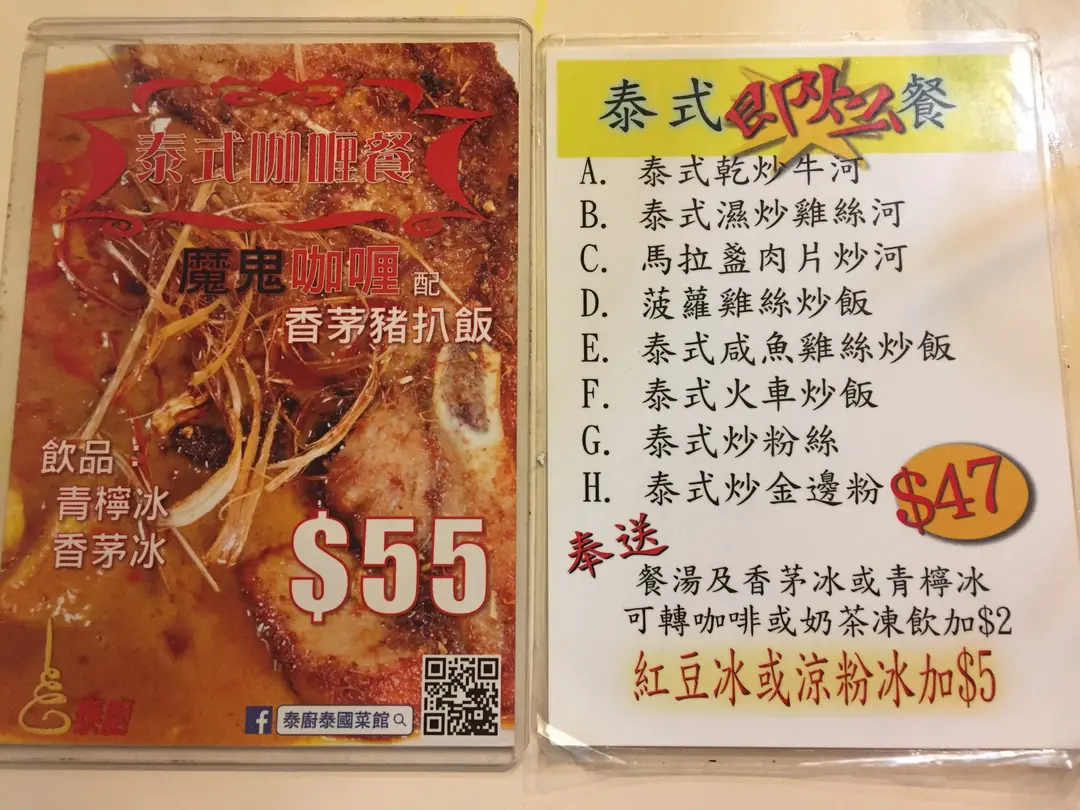 泰式咖喱餐
魔鬼咖喱配
香茅豬扒飯
飲品：
青檸冰
香茅冰
$55
泰廚
泰廚泰國菜館
泰式即炒餐
A. 泰式乾炒牛河
B. 泰式濕炒雞絲河
C. 馬拉盞肉片炒河
D. 菠蘿雞絲炒飯
E. 泰式咸魚雞絲炒飯
F. 泰式火車炒飯
G. 泰式炒粉絲
H. 泰式炒金邊粉
$47
奉送
餐湯及香茅冰或青檸冰
可轉咖啡或奶茶凍飲加$2
紅豆冰或涼粉冰加$5